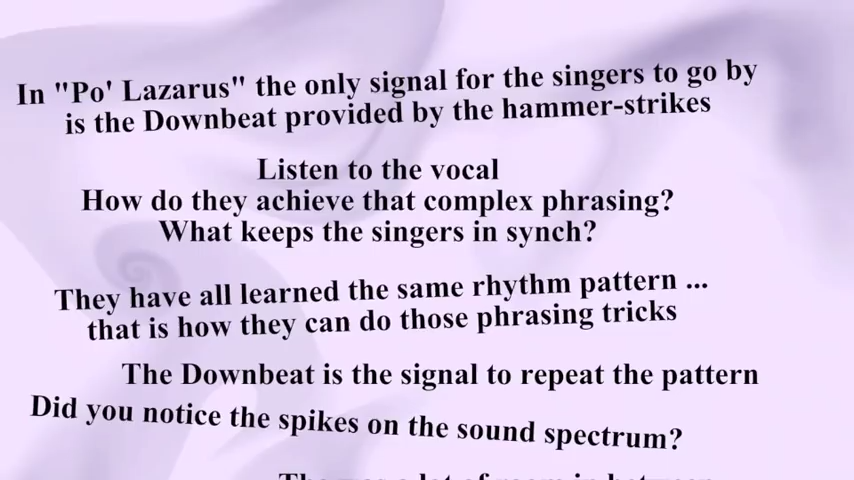 In "Po' Lazarus" the only signal for the singers to go by
is the Downbeat provided by the hammer-strikes
Listen to the vocal
How do they achieve that complex phrasing?
What keeps the singers in synch?
They have all learned the same rhythm pattern ...
that is how they can do those phrasing tricks
The Downbeat is the signal to repeat the pattern
Did you notice the spikes on the sound spectrum?